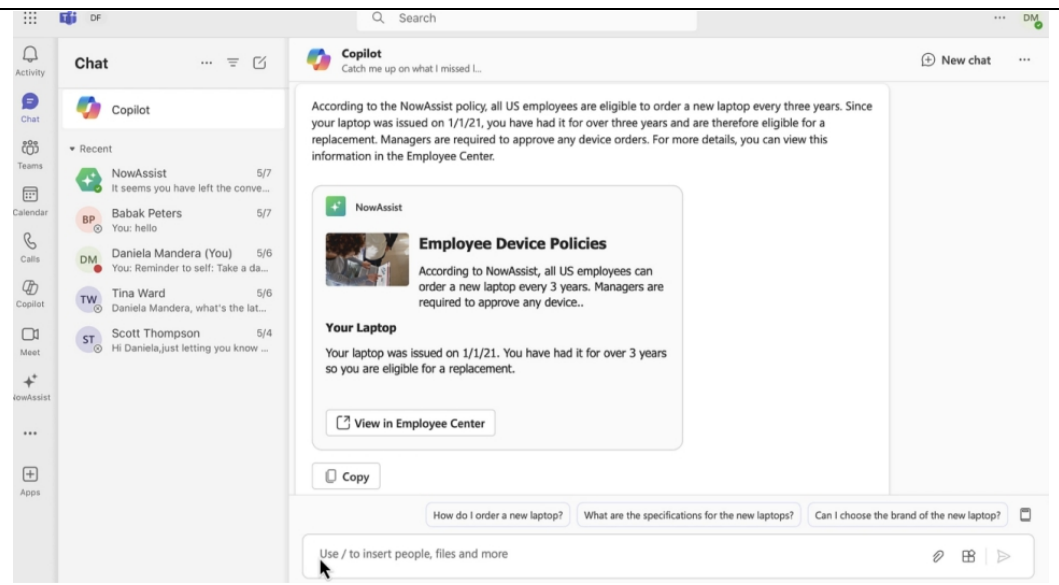 DF
Search
DM
Activity
Chat
Teams
Calendar
Calls
Copilot
Meet
NowAssist
Apps
Chat
Copilot
Recent
NowAssist 5/7
It seems you have left the conve...
BP Babak Peters 5/7
You: hello
DM Daniela Mandera (You) 5/6
You: Reminder to self: Take a da...
TW Tina Ward 5/6
Daniela Mandera, what's the lat...
ST Scott Thompson 5/4
Hi Daniela,just letting you know ...
Copilot
Catch me up on what I missed I...
New chat
According to the NowAssist policy, all US employees are eligible to order a new laptop every three years. Since
your laptop was issued on 1/1/21, you have had it for over three years and are therefore eligible for a
replacement. Managers are required to approve any device orders. For more details, you can view this
information in the Employee Center.
NowAssist
Employee Device Policies
According to NowAssist, all US employees can
order a new laptop every 3 years. Managers are
required to approve any device..
Your Laptop
Your laptop was issued on 1/1/21. You have had it for over 3 years
so you are eligible for a replacement.
View in Employee Center
Copy
How do I order a new laptop?
What are the specifications for the new laptops?
Can I choose the brand of the new laptop?
Use / to insert people, files and more